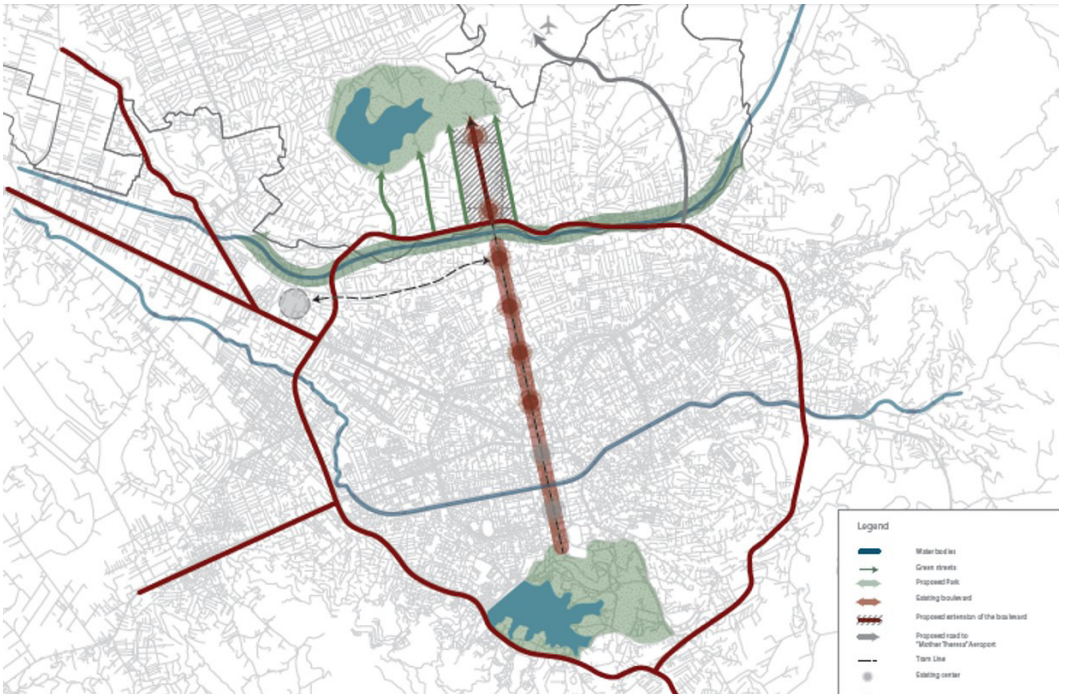 Legend
Water bodies
Green streets
Proposed Park
Existing boulevard
Proposed extension of the boulevard
Proposed road to
"Mother Theresa" Aeroport
Tram Line
Existing center